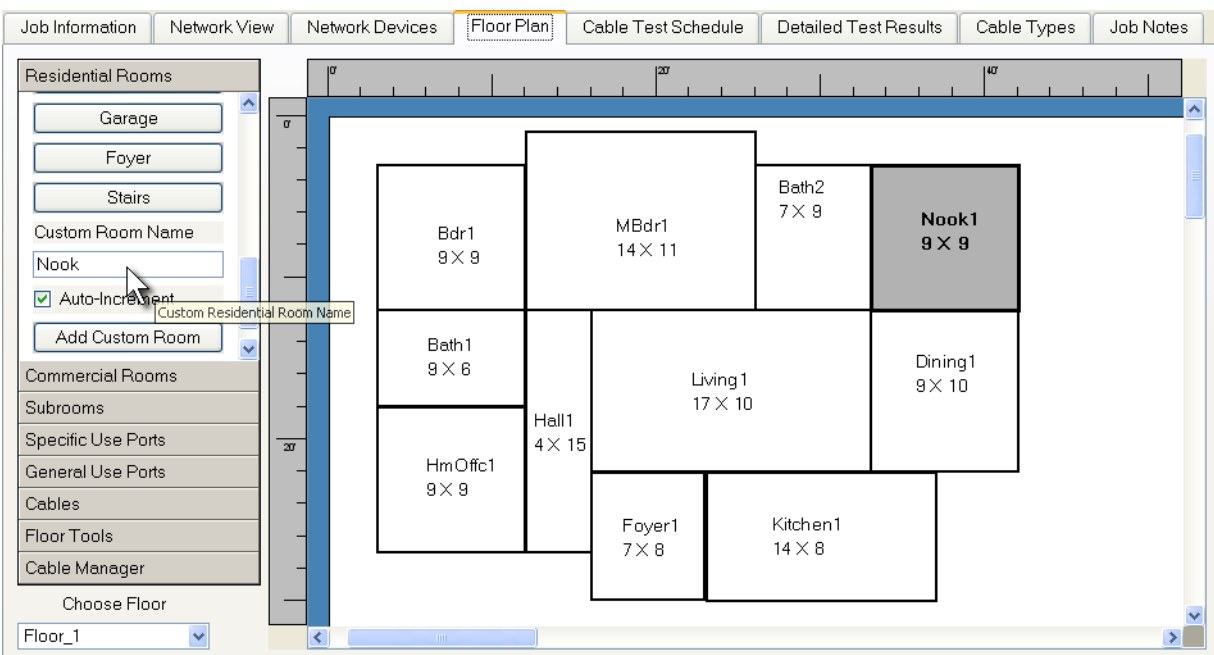 Job Information
Network View
Network Devices
Floor Plan
Cable Test Schedule
Detailed Test Results
Cable Types
Job Notes
Residential Rooms
Garage
Foyer
Stairs
Custom Room Name
Nook
Auto-Increment
Custom Residential Room Name
Add Custom Room
Commercial Rooms
Subrooms
Specific Use Ports
General Use Ports
Cables
Floor Tools
Cable Manager
Choose Floor
Floor_1
0'
20'
40'
0'
20'
Bdr1
9 X 9
MBdr1
14 X 11
Bath2
7 X 9
Nook1
9 X 9
Bath1
9 X 6
Living1
17 X 10
Dining1
9 X 10
Hall1
4 X 15
HmOffc1
9 X 9
Foyer1
7 X 8
Kitchen1
14 X 8